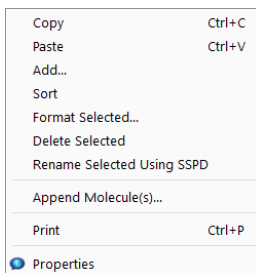 Copy Ctrl+C
Paste Ctrl+V
Add...
Sort
Format Selected...
Delete Selected
Rename Selected Using SSPD
Append Molecule(s)...
Print Ctrl+P
Properties